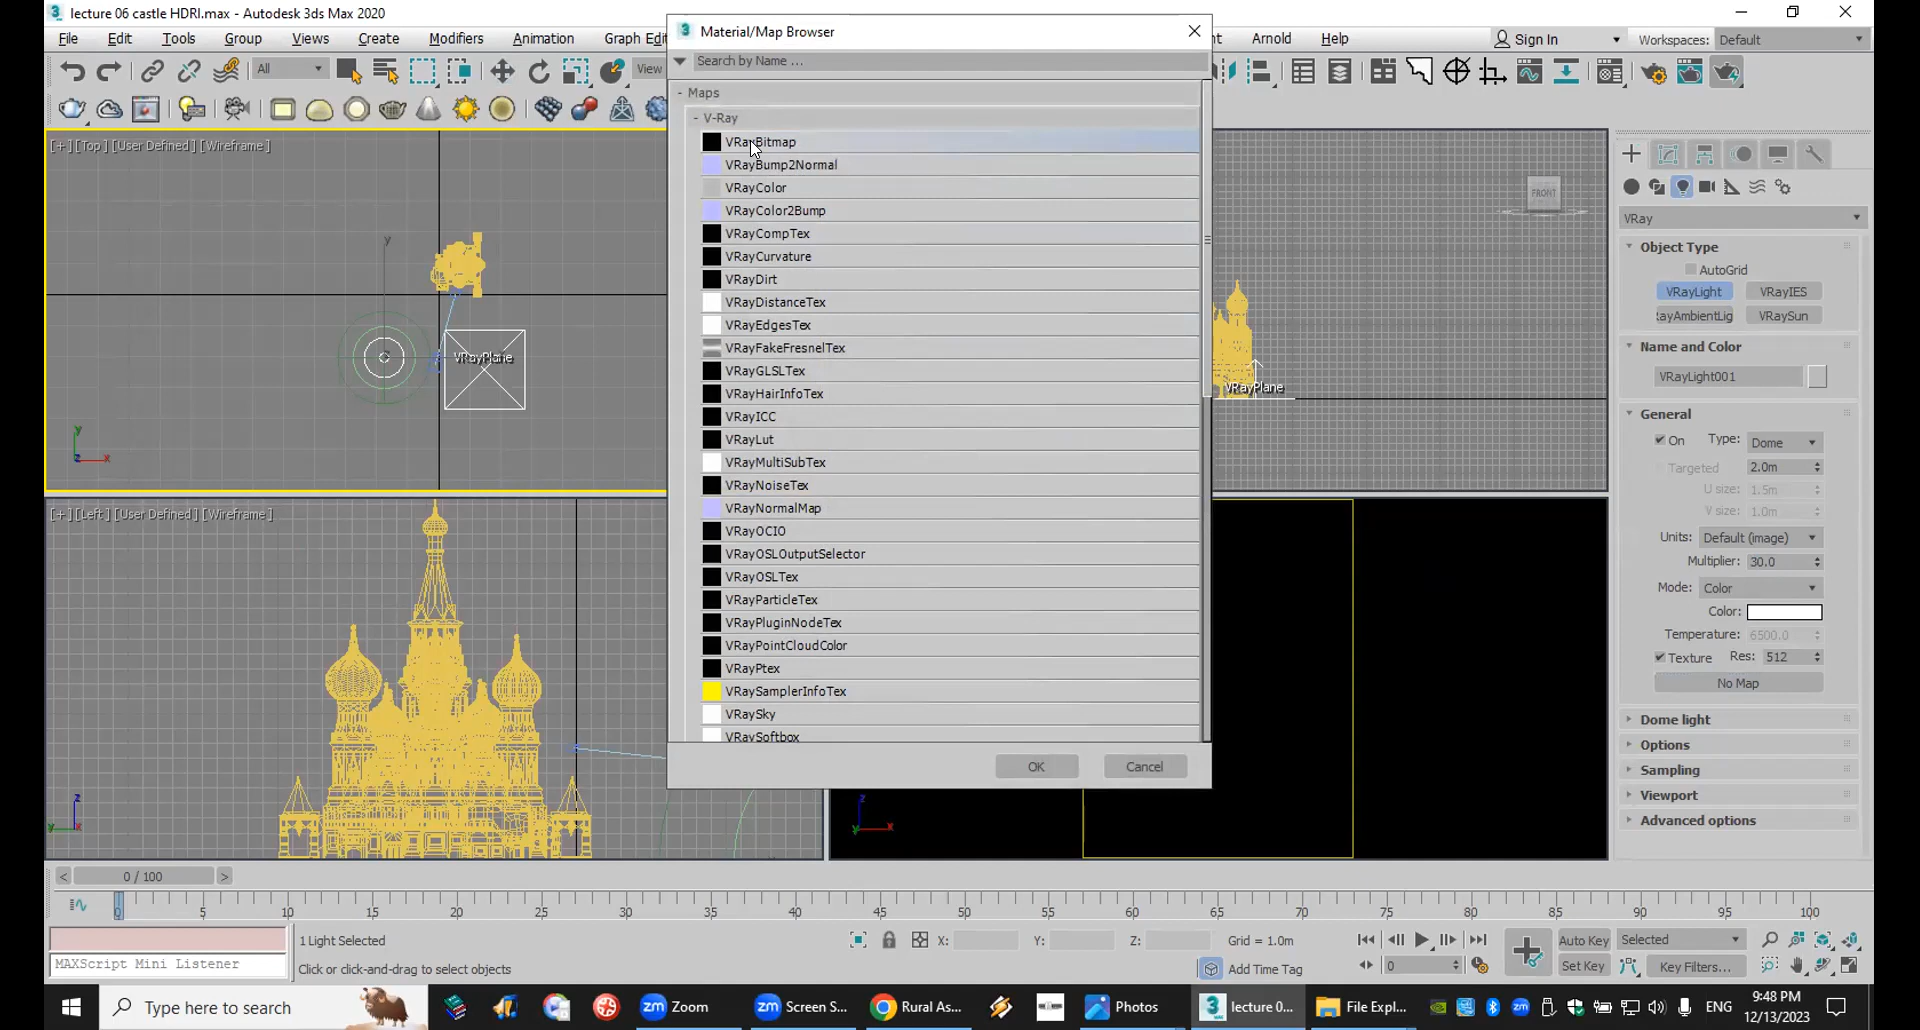 lecture 06 castle HDRI.max - Autodesk 3ds Max 2020
File Edit Tools Group Views Create Modifiers Animation Graph Edit
Arnold Help
Sign In
Workspaces: Default
All
View
Material/Map Browser
Search by Name ...
- Maps
- V-Ray
VRayBitmap
VRayBump2Normal
VRayColor
VRayColor2Bump
VRayCompTex
VRayCurvature
VRayDirt
VRayDistanceTex
VRayEdgesTex
VRayFakeFresnelTex
VRayGLSLTex
VRayHairInfoTex
VRayICC
VRayLut
VRayMultiSubTex
VRayNoiseTex
VRayNormalMap
VRayOCIO
VRayOSLOutputSelector
VRayOSLTex
VRayParticleTex
VRayPluginNodeTex
VRayPointCloudColor
VRayPtex
VRaySamplerInfoTex
VRaySky
VRaySoftbox
OK
Cancel
[+] [Top] [User Defined] [Wireframe]
y
VRayPlane
y
z
x
[+] [Left] [User Defined] [Wireframe]
z
y
x
FRONT
VRayPlane
z
y
x
VRay
Object Type
AutoGrid
VRayLight
VRayIES
ayAmbientLig
VRaySun
Name and Color
VRayLight001
General
On
Type: Dome
Targeted 2.0m
U size: 1.5m
V size: 1.0m
Units: Default (image)
Multiplier: 30.0
Mode: Color
Color:
Temperature: 6500.0
Texture Res: 512
No Map
Dome light
Options
Sampling
Viewport
Advanced options
< 0 / 100 >
0 5 10 15 20 25 30 35 40 45 50 55 60 65 70 75 80 85 90 95 100
1 Light Selected
X: Y: Z: Grid = 1.0m
Auto Key Selected
MAXScript Mini Listener
Click or click-and-drag to select objects
Add Time Tag
0
Set Key Key Filters...
Type here to search
Zoom
Screen S...
Rural As...
Photos
lecture 0...
File Expl...
ENG
9:48 PM
12/13/2023